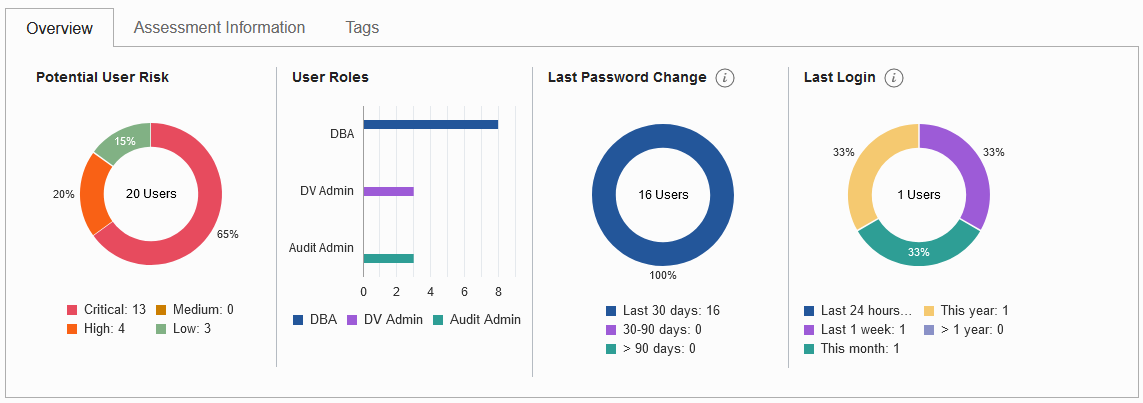 Overview
Assessment Information
Tags
Potential User Risk
15%
20%
20 Users
65%
Critical: 13
Medium: 0
High: 4
Low: 3
User Roles
DBA
DV Admin
Audit Admin
0 2 4 6 8
DBA DV Admin Audit Admin
Last Password Change i
16 Users
100%
Last 30 days: 16
30-90 days: 0
> 90 days: 0
Last Login i
33%
33%
1 Users
33%
Last 24 hours...
This year: 1
Last 1 week: 1
> 1 year: 0
This month: 1